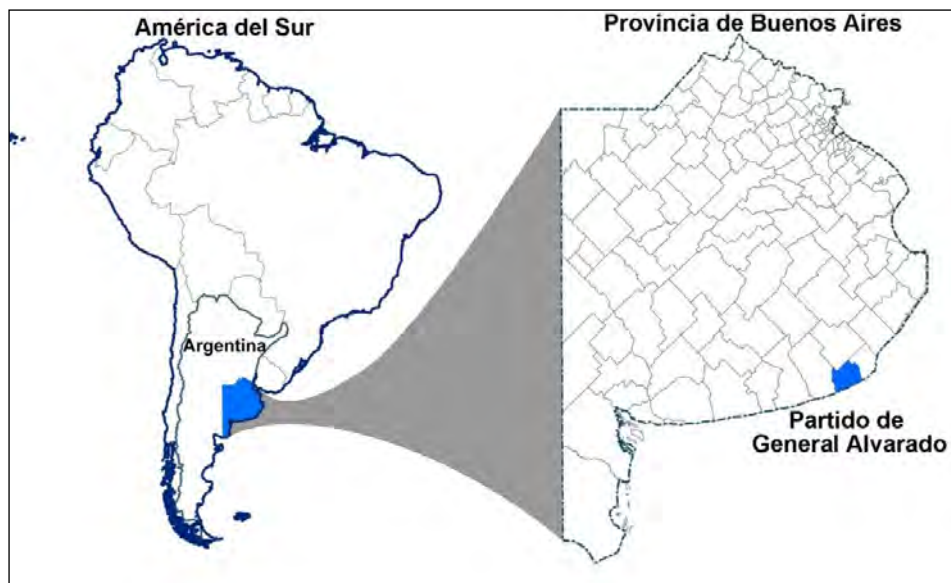 América del Sur
Provincia de Buenos Aires
Argentina
Partido de
General Alvarado